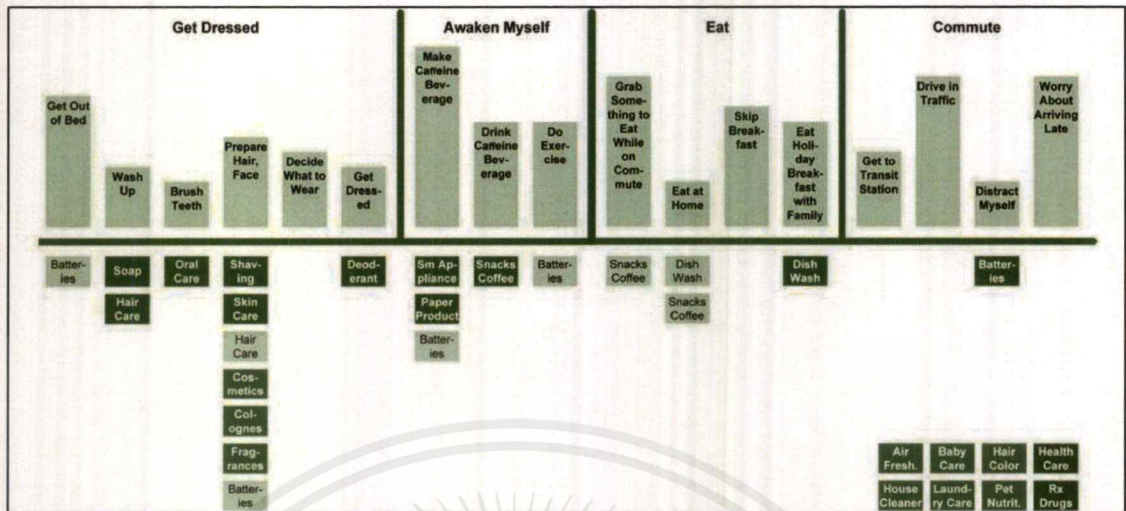 Get Dressed
Awaken Myself
Eat
Commute
Get Out
of Bed
Wash
Up
Brush
Teeth
Prepare
Hair,
Face
Decide
What to
Wear
Get
Dress-
ed
Make
Caffeine
Bev-
erage
Drink
Caffeine
Bev-
erage
Do
Exer-
cise
Grab
Some-
thing to
Eat
While
on
Com-
mute
Eat at
Home
Skip
Break-
fast
Eat
Holi-
day
Break-
fast
with
Family
Get to
Transit
Station
Drive in
Traffic
Distract
Myself
Worry
About
Arriving
Late
Batter-
ies
Soap
Hair
Care
Oral
Care
Shav-
ing
Skin
Care
Hair
Care
Cos-
metics
Col-
ognes
Frag-
rances
Batter-
ies
Deod-
erant
Sm Ap-
pliance
Paper
Product
Batter-
ies
Snacks
Coffee
Batter-
ies
Snacks
Coffee
Dish
Wash
Snacks
Coffee
Dish
Wash
Batter-
ies
Air
Fresh.
Baby
Care
Hair
Color
Health
Care
House
Cleaner
Laund-
ry Care
Pet
Nutrit.
Rx
Drugs